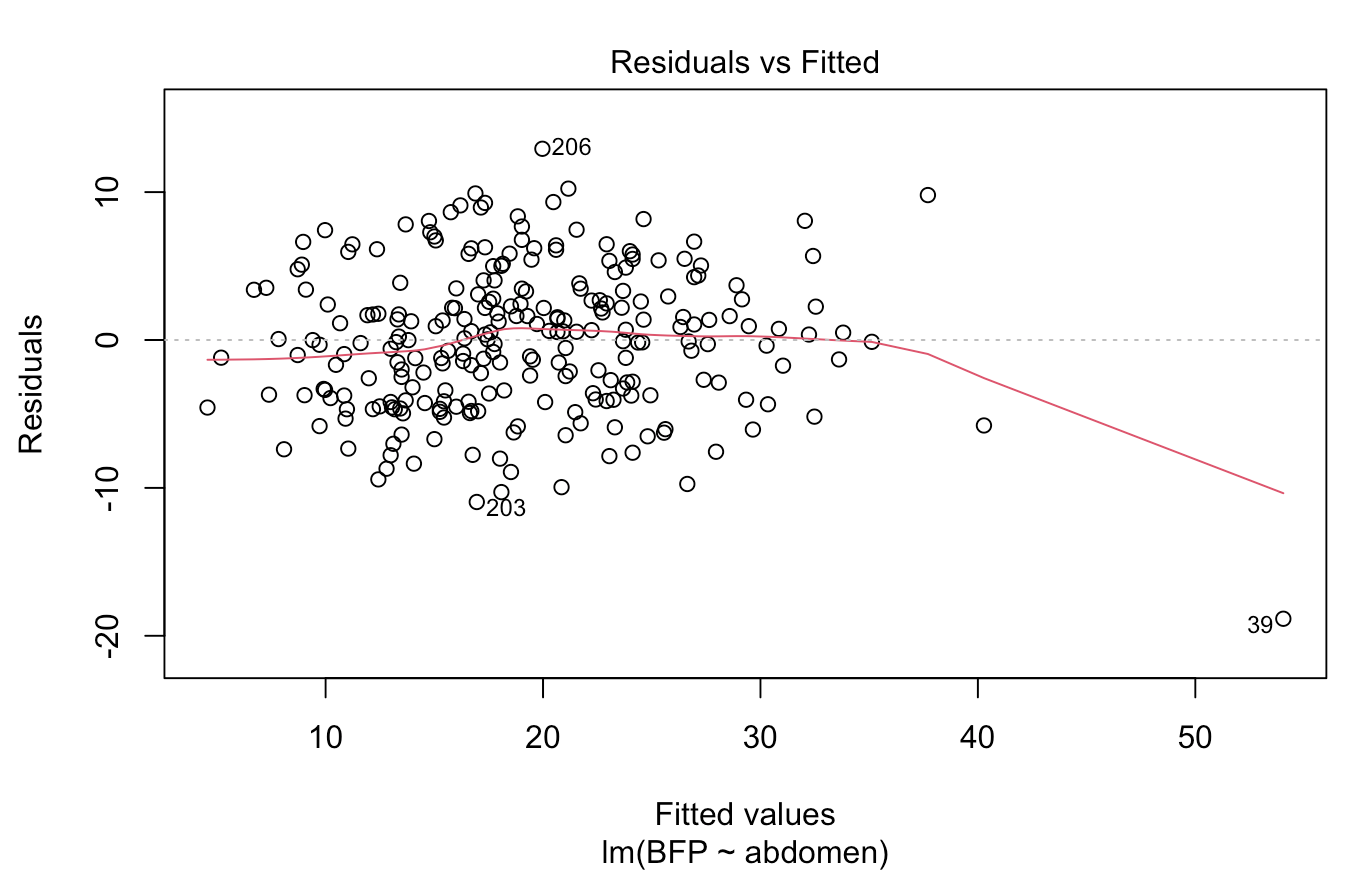 Residuals vs Fitted
Residuals
10
0
-10
-20
206
203
39
10 20 30 40 50
Fitted values
lm(BFP ~ abdomen)